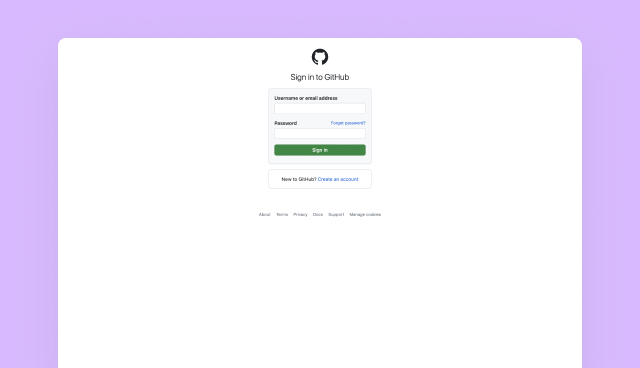 Sign in to GitHub
Username or email address
Password Forgot password?
Sign in
New to GitHub? Create an account
About Terms Privacy Docs Support Manage cookies